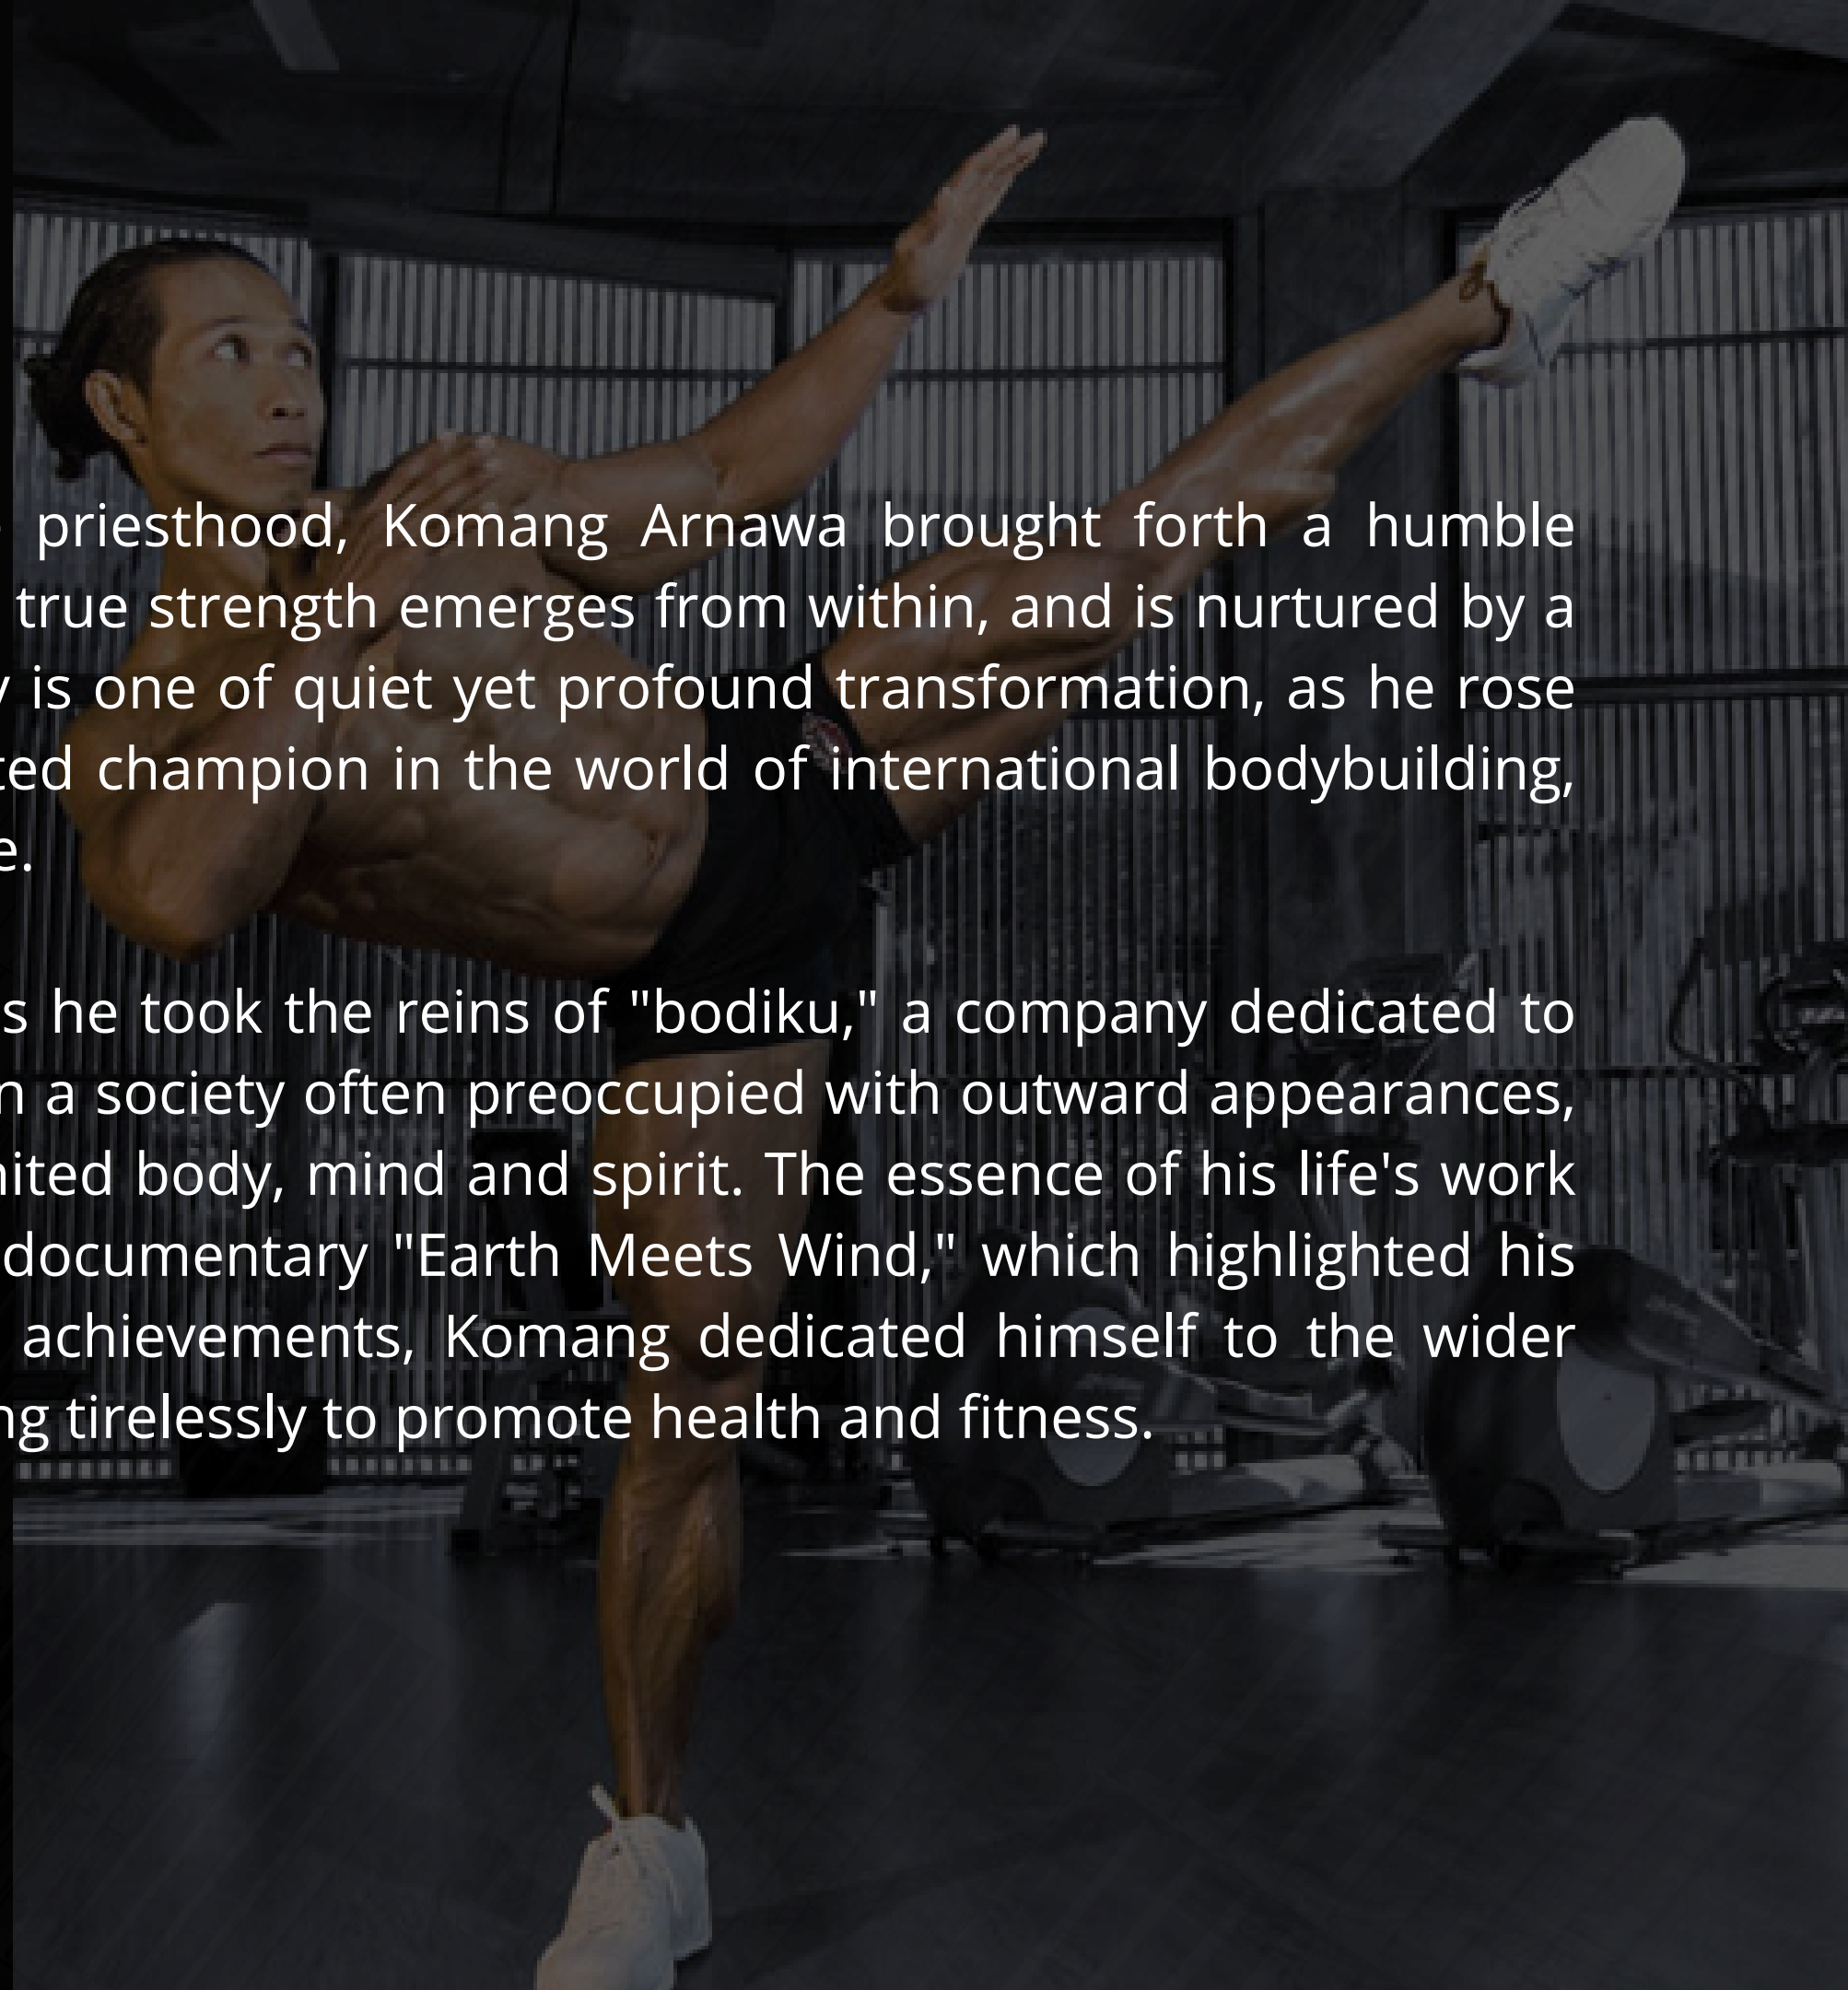 priesthood, Komang Arnawa brought forth a humble
true strength emerges from within, and is nurtured by a
is one of quiet yet profound transformation, as he rose
champion in the world of international bodybuilding,
he took the reins of "bodiku," a company dedicated to
a society often preoccupied with outward appearances,
body, mind and spirit. The essence of his life's work
documentary "Earth Meets Wind," which highlighted his
achievements, Komang dedicated himself to the wider
tirelessly to promote health and fitness.